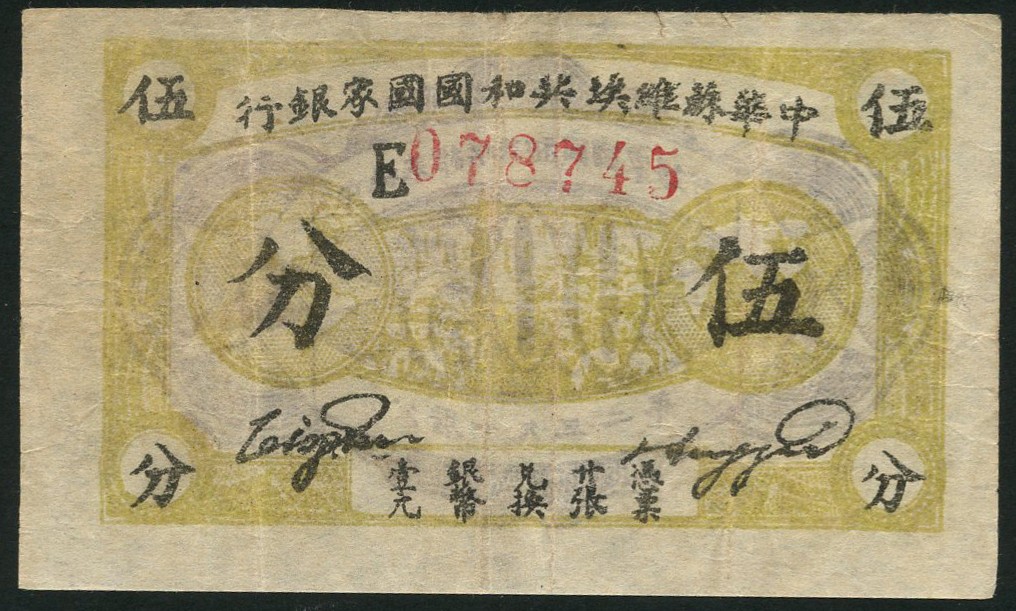 中華蘇維埃共和國國家銀行
伍 伍
E078745
伍分
分 分
憑票廿張兌換銀幣壹元